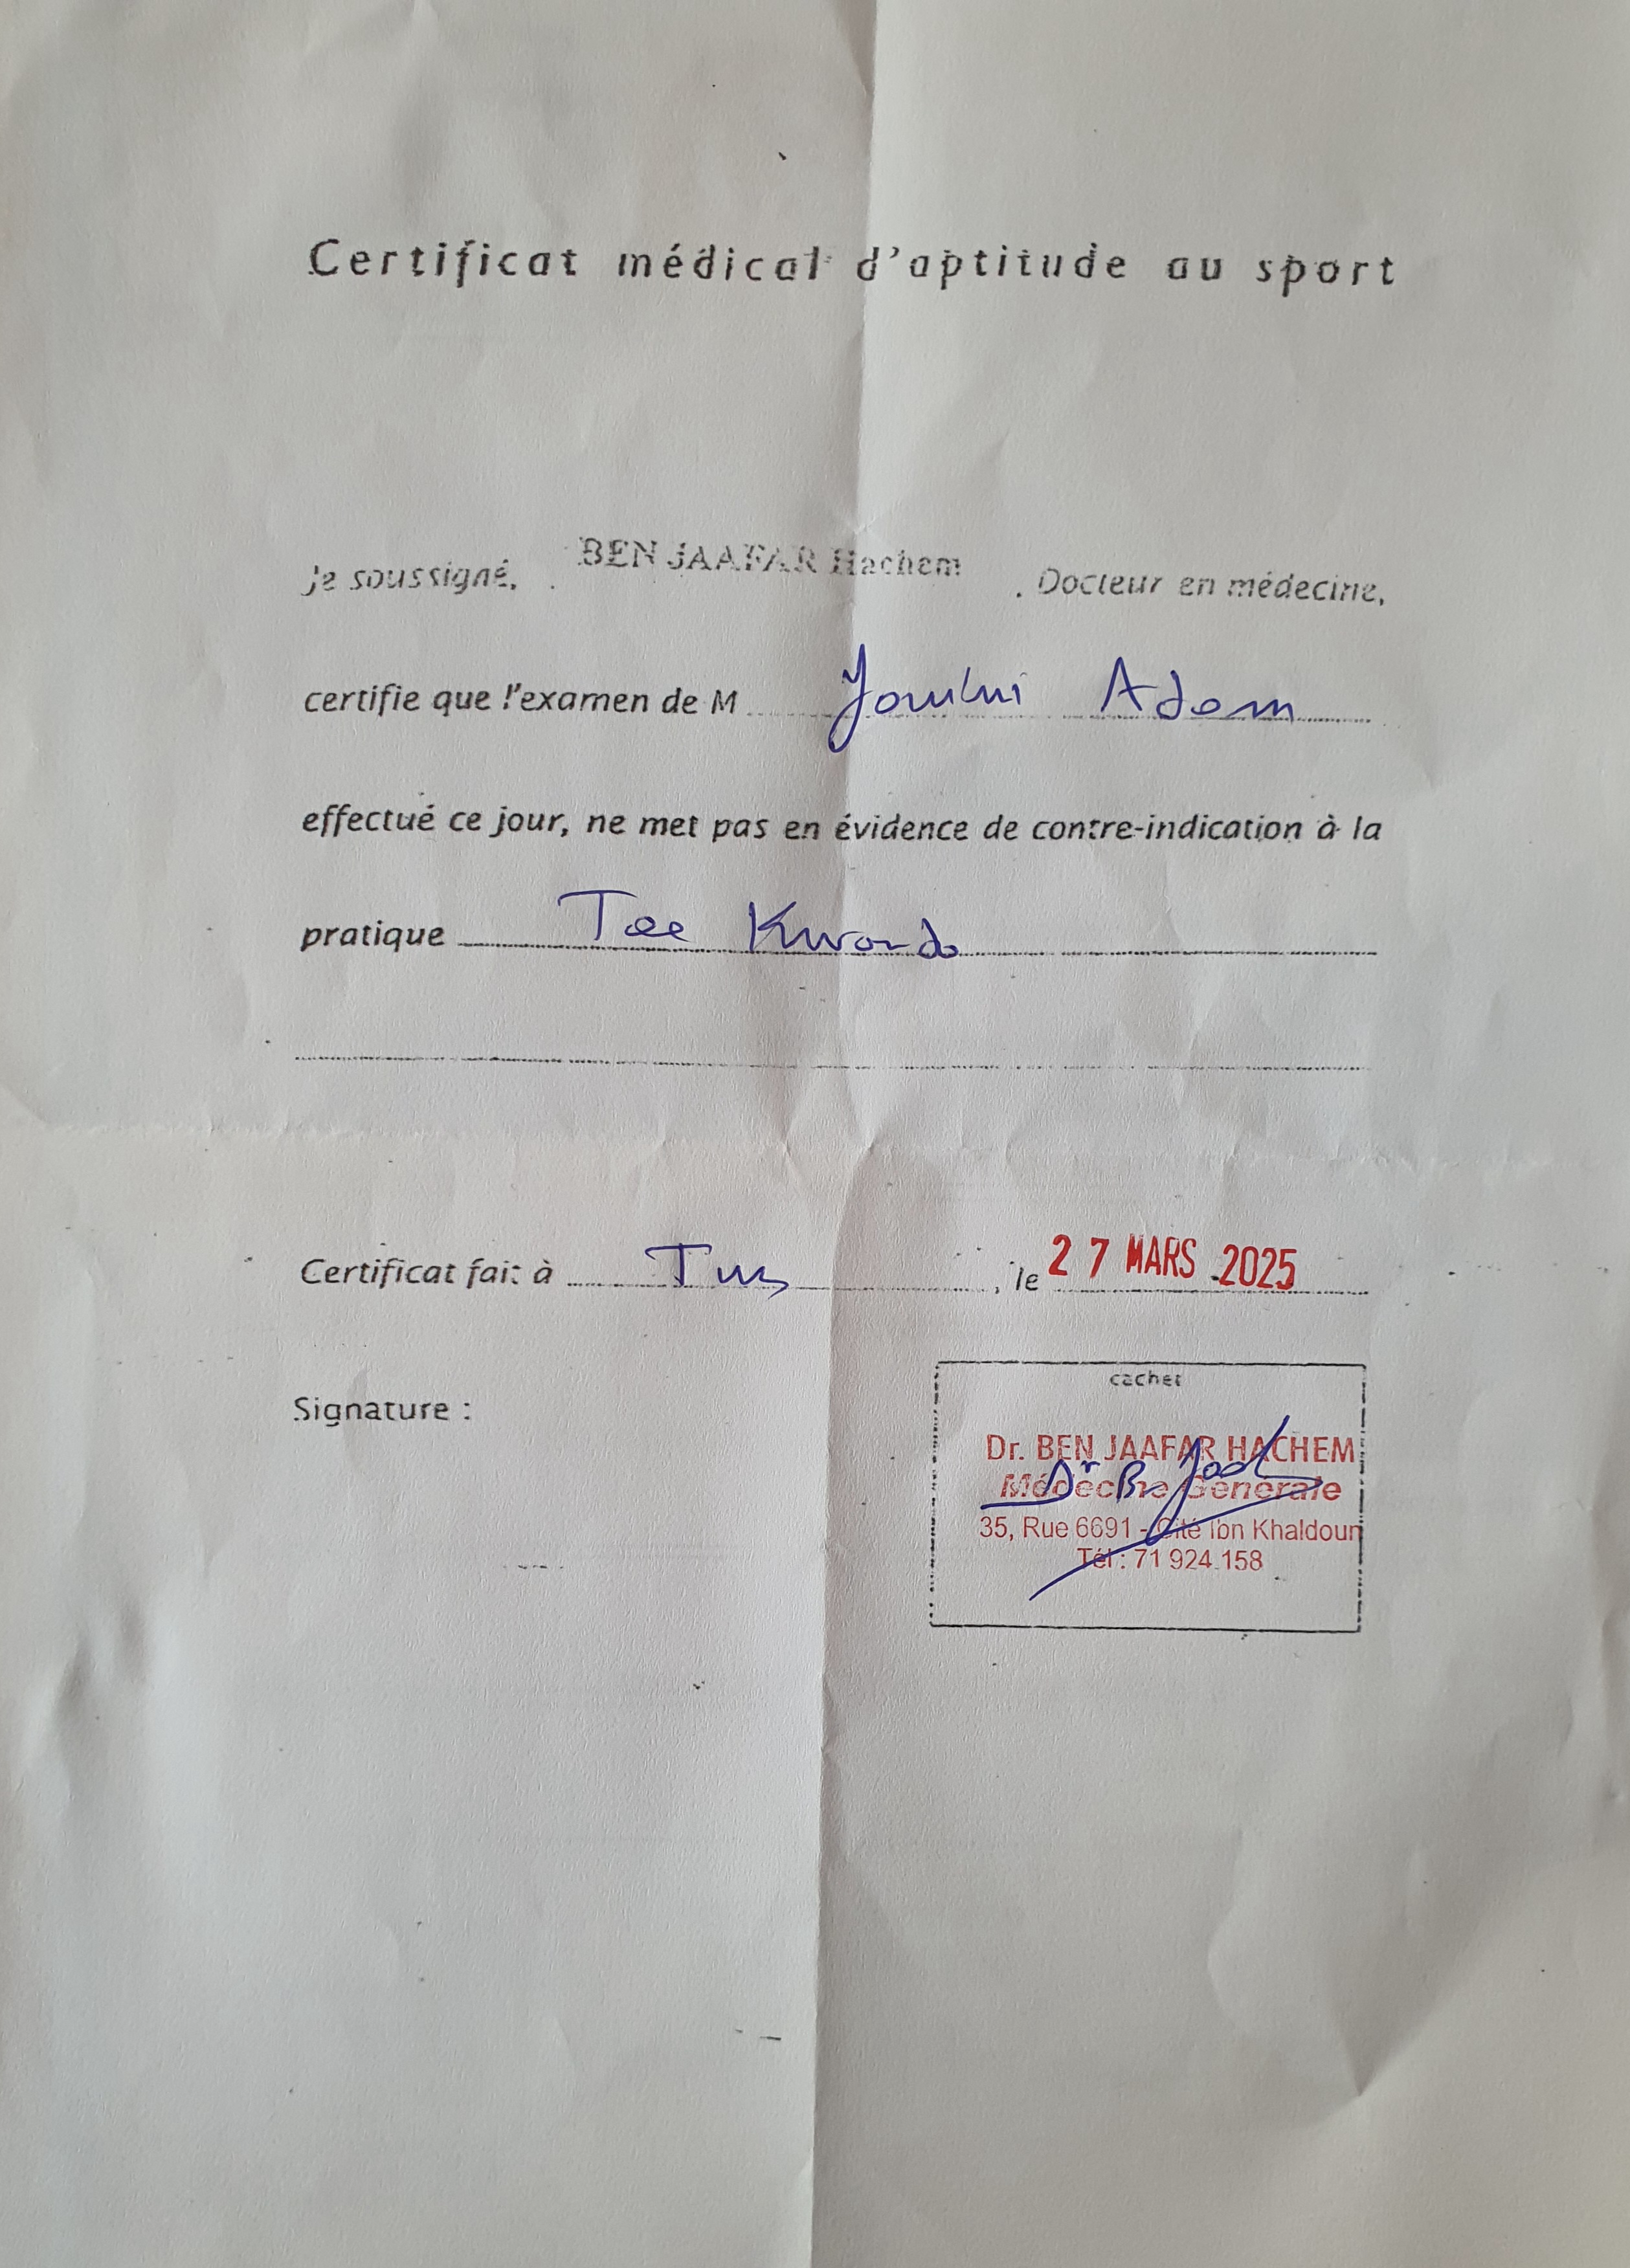 Certificat médical d'aptitude au sport
Je soussigné, BEN JAAFAR Hachem . Docteur en médecine,
certifie que l'examen de M Adam
effectué ce jour, ne met pas en évidence de contre-indication à la
pratique Tae Kwondo
Certificat fait à , le 27 MARS 2025
Signature :
cachet
Dr. BEN JAAFAR HACHEM
Médecine Générale
35, Rue 6691 - Cité Ibn Khaldoun
Tél : 71 924 158